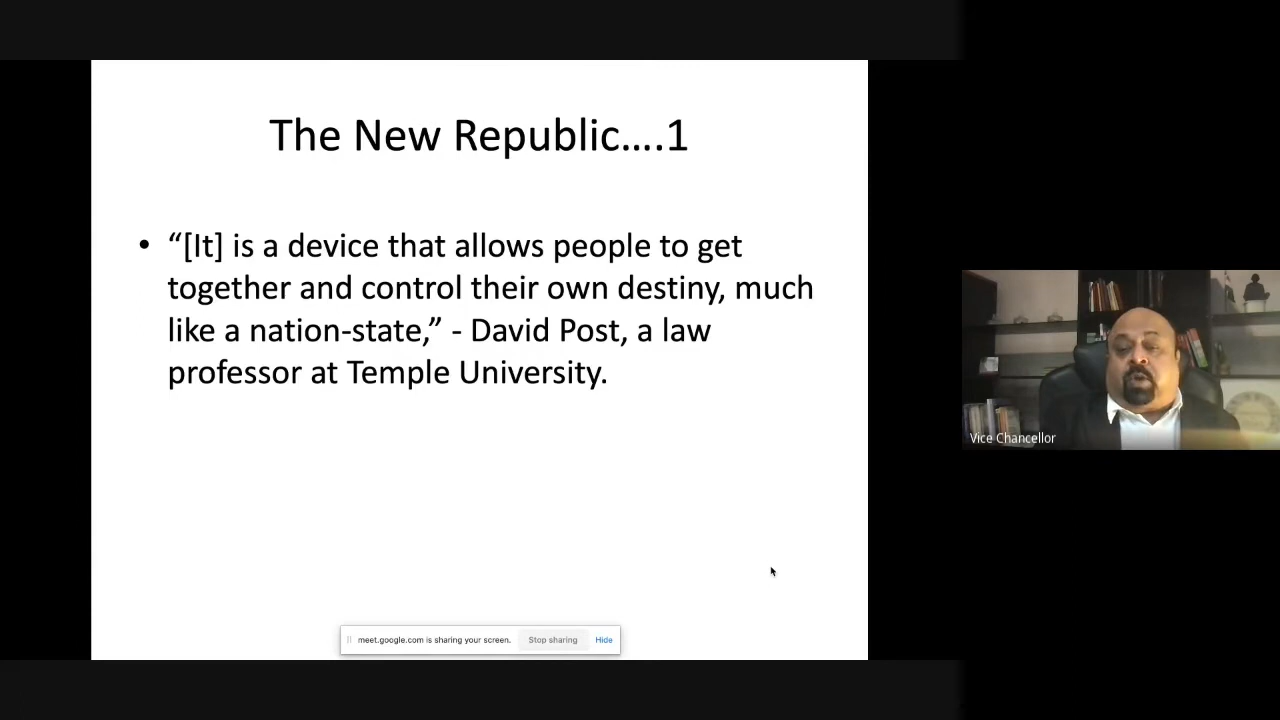 The New Republic....1
• “[It] is a device that allows people to get
together and control their own destiny, much
like a nation-state,” - David Post, a law
professor at Temple University.
Vice Chancellor
meet.google.com is sharing your screen. Stop sharing Hide